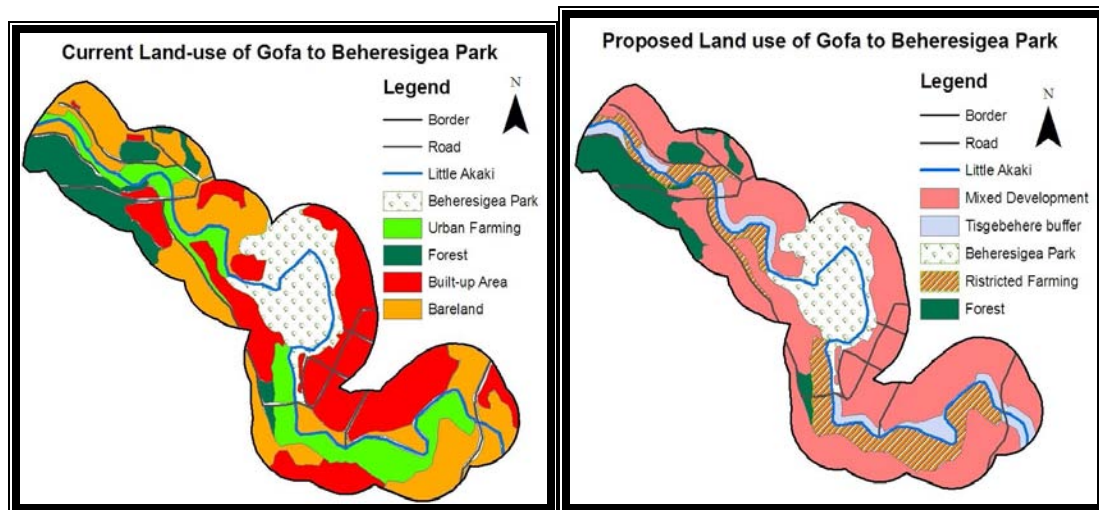 Current Land-use of Gofa to Beheresigea Park
Legend
N
Border
Road
Little Akaki
Beheresigea Park
Urban Farming
Forest
Built-up Area
Bareland
Proposed Land use of Gofa to Beheresigea Park
Legend
N
Border
Road
Little Akaki
Mixed Development
Tisgebehere buffer
Beheresigea Park
Ristricted Farming
Forest